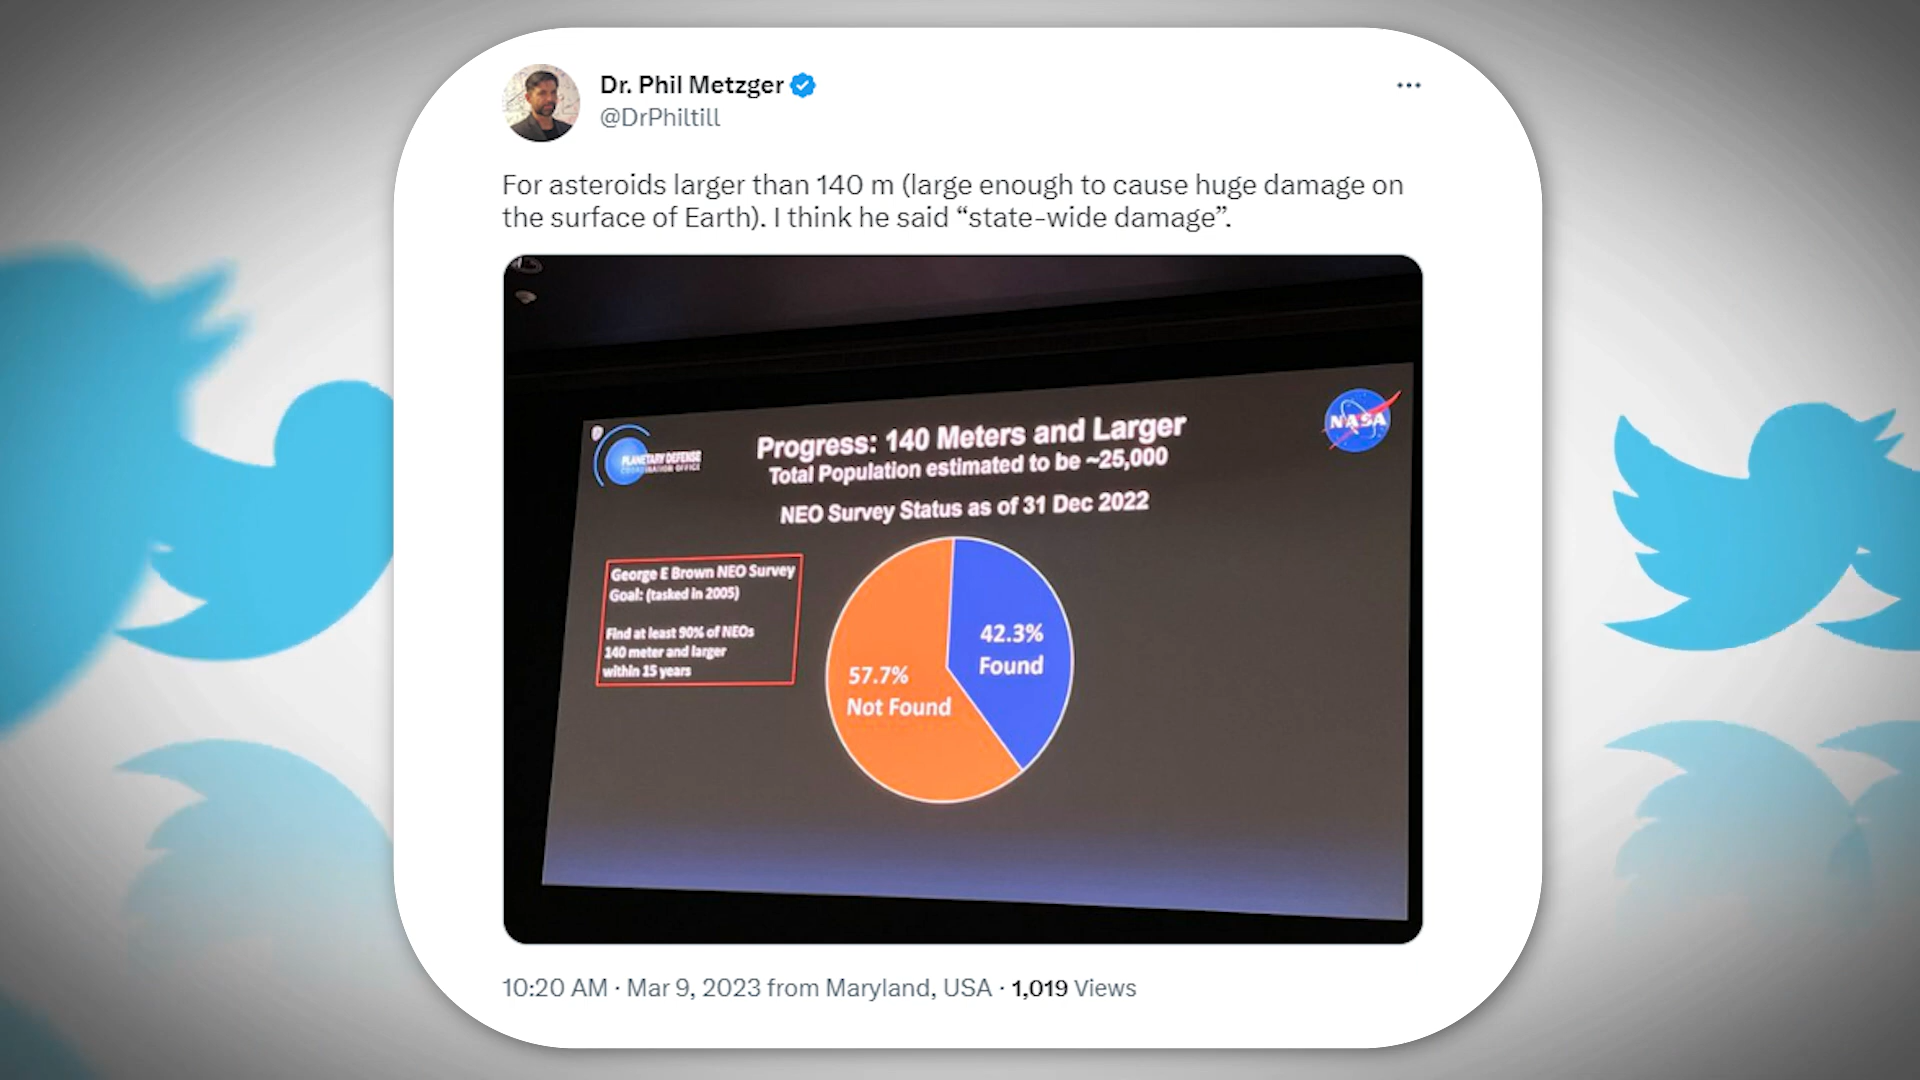 Dr. Phil Metzger
@DrPhiltill
For asteroids larger than 140 m (large enough to cause huge damage on
the surface of Earth). I think he said “state-wide damage”.
PLANETARY DEFENSE
COORDINATION OFFICE
Progress: 140 Meters and Larger
Total Population estimated to be ~25,000
NEO Survey Status as of 31 Dec 2022
NASA
George E Brown NEO Survey
Goal: (tasked in 2005)
Find at least 90% of NEOs
140 meter and larger
within 15 years
42.3%
Found
57.7%
Not Found
10:20 AM · Mar 9, 2023 from Maryland, USA · 1,019 Views